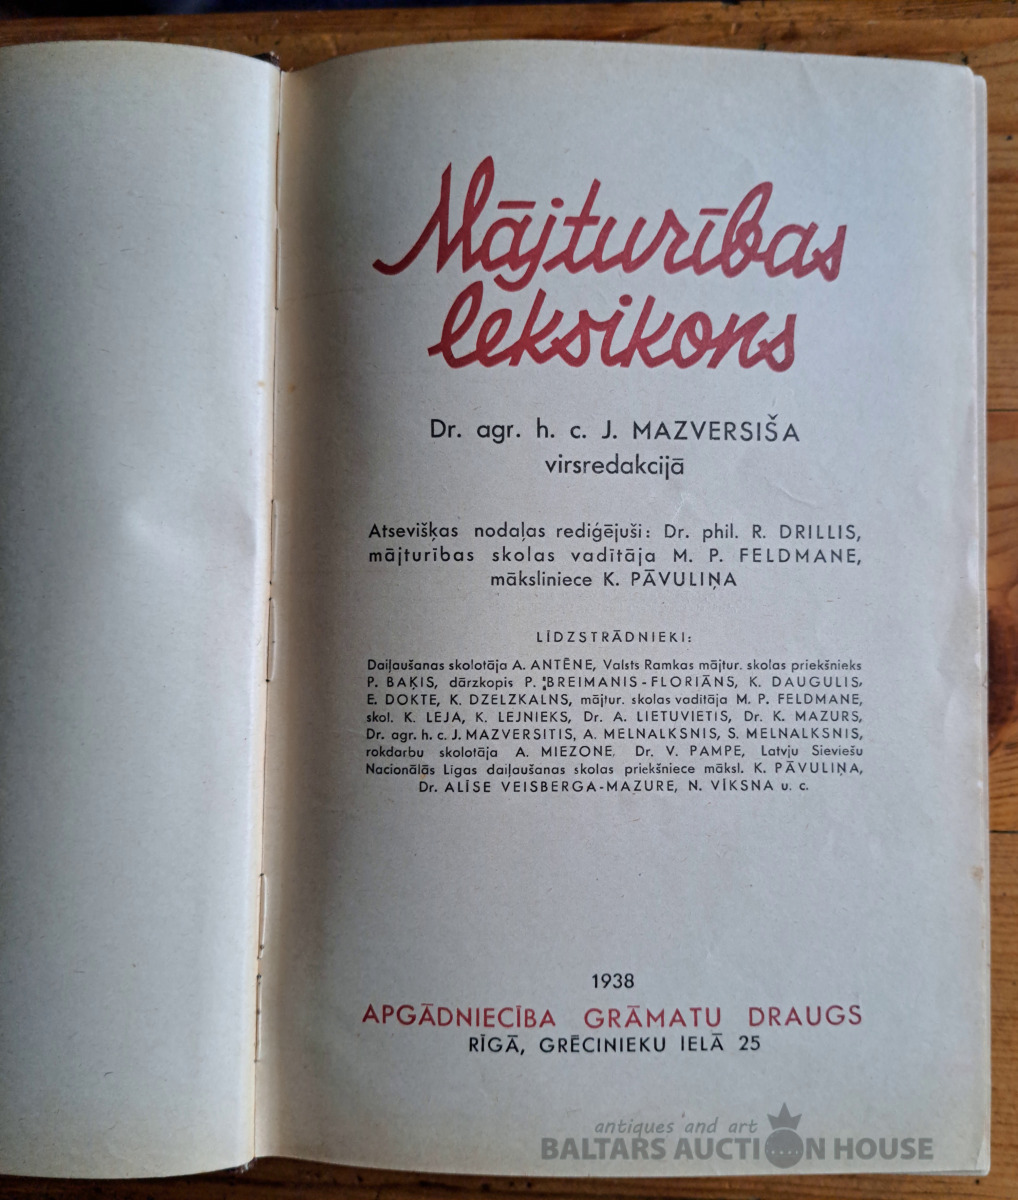 Mājturības
leksikons
Dr. agr. h. c. J. MAZVERSIŠA
virsredakcijā
Atsevišķas nodaļas rediģējuši: Dr. phil. R. DRILLIS,
mājturības skolas vadītāja M. P. FELDMANE,
māksliniece K. PĀVULIŅA
LĪDZSTRĀDNIEKI:
Daiļaušanas skolotāja A. ANTĒNE, Valsts Ramkas mājtur. skolas priekšnieks
P. BAĶIS, dārzkopis P. BREIMANIS-FLORIĀNS, K. DAUGULIS,
E. DOKTE, K. DZELZKALNS, mājtur. skolas vadītāja M. P. FELDMANE,
skol. K. LEJA, K. LEJNIEKS, Dr. A. LIETUVIETIS, Dr. K. MAZURS,
Dr. agr. h. c. J. MAZVERSITIS, A. MELNALKSNIS, S. MELNALKSNIS,
rokdarbu skolotāja A. MIEZONE, Dr. V. PAMPE, Latvju Sieviešu
Nacionālās Līgas daiļaušanas skolas priekšniece māksl. K. PĀVULIŅA,
Dr. ALĪSE VEISBERGA-MAZURE, N. VĪKSNA u. c.
1938
APGĀDNIECĪBA GRĀMATU DRAUGS
RĪGĀ, GRĒCINIEKU IELĀ 25
antiques and art
BALTARS AUCTION HOUSE